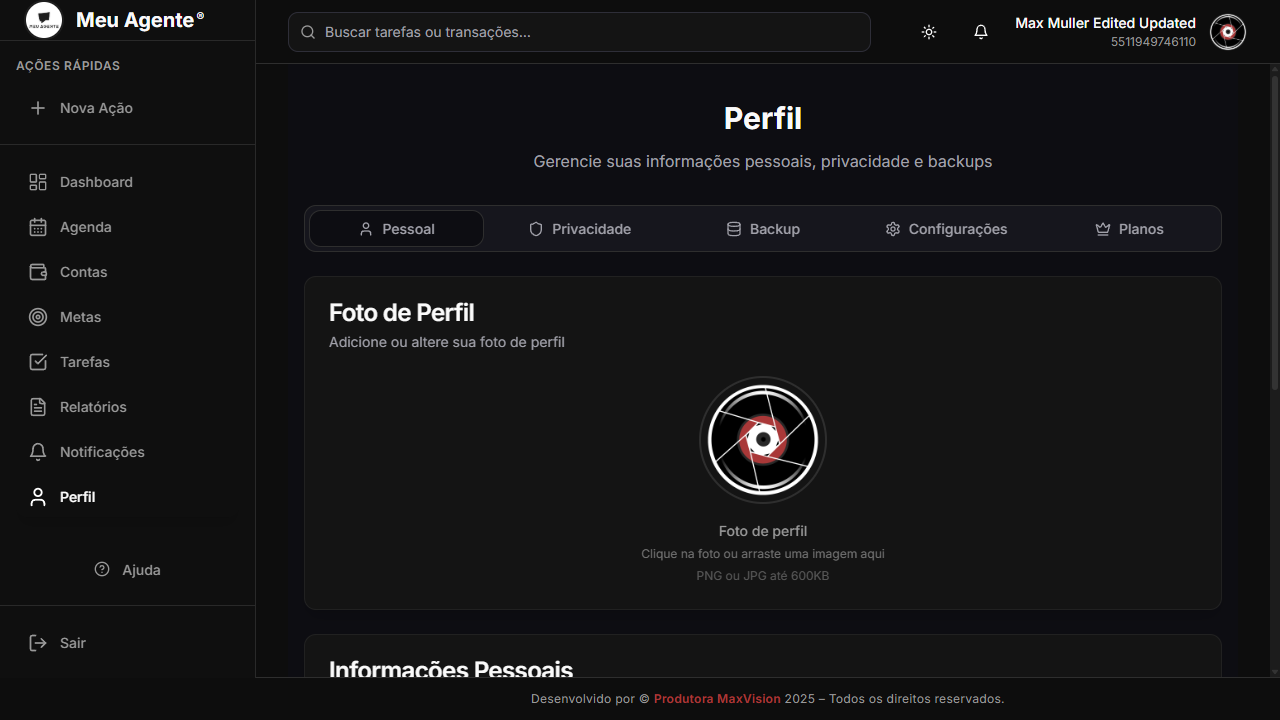 Meu Agente®
AÇÕES RÁPIDAS
Nova Ação
Dashboard
Agenda
Contas
Metas
Tarefas
Relatórios
Notificações
Perfil
Ajuda
Sair
Buscar tarefas ou transações...
Max Muller Edited Updated
5511949746110
Perfil
Gerencie suas informações pessoais, privacidade e backups
Pessoal
Privacidade
Backup
Configurações
Planos
Foto de Perfil
Adicione ou altere sua foto de perfil
Foto de perfil
Clique na foto ou arraste uma imagem aqui
PNG ou JPG até 600KB
Informações Pessoais
Desenvolvido por © Produtora MaxVision 2025 – Todos os direitos reservados.